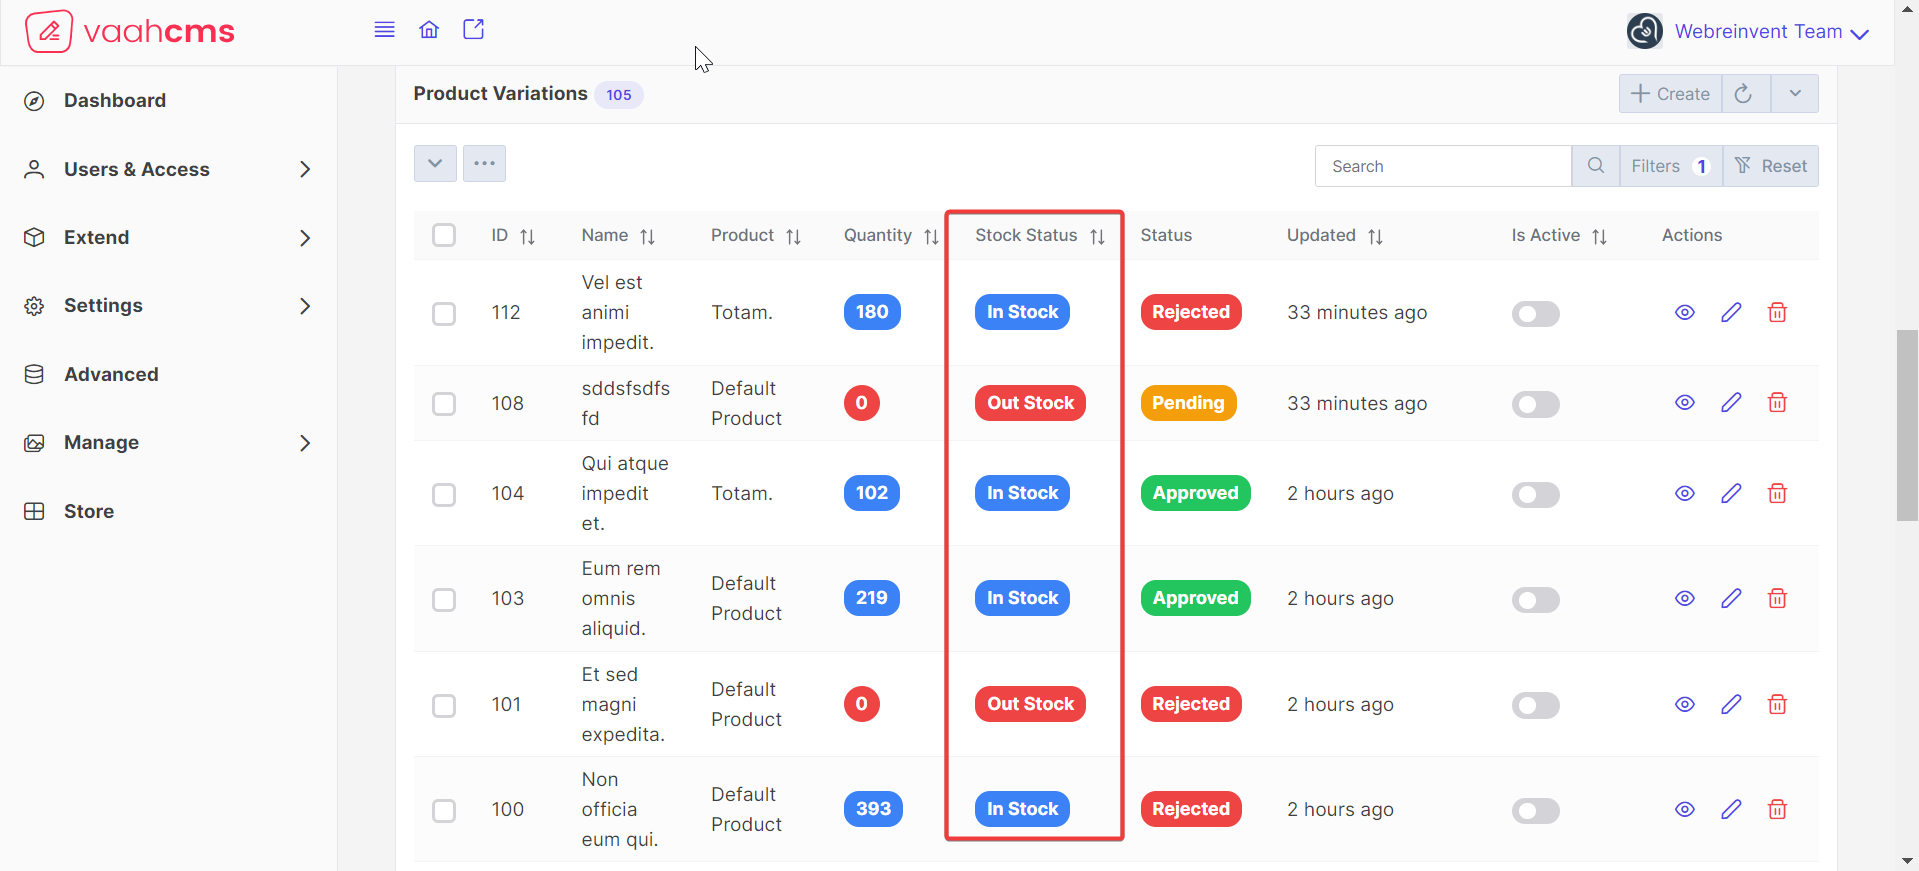 vaahcms
Webreinvent Team
Dashboard
Users & Access
Extend
Settings
Advanced
Manage
Store
Product Variations 105
Create
Search
Filters 1
Reset
ID Name Product Quantity Stock Status Status Updated Is Active Actions
112
Vel est
animi
impedit.
Totam.
180
In Stock
Rejected
33 minutes ago
108
sddsfsdfs
fd
Default
Product
0
Out Stock
Pending
33 minutes ago
104
Qui atque
impedit
et.
Totam.
102
In Stock
Approved
2 hours ago
103
Eum rem
omnis
aliquid.
Default
Product
219
In Stock
Approved
2 hours ago
101
Et sed
magni
expedita.
Default
Product
0
Out Stock
Rejected
2 hours ago
100
Non
officia
eum qui.
Default
Product
393
In Stock
Rejected
2 hours ago